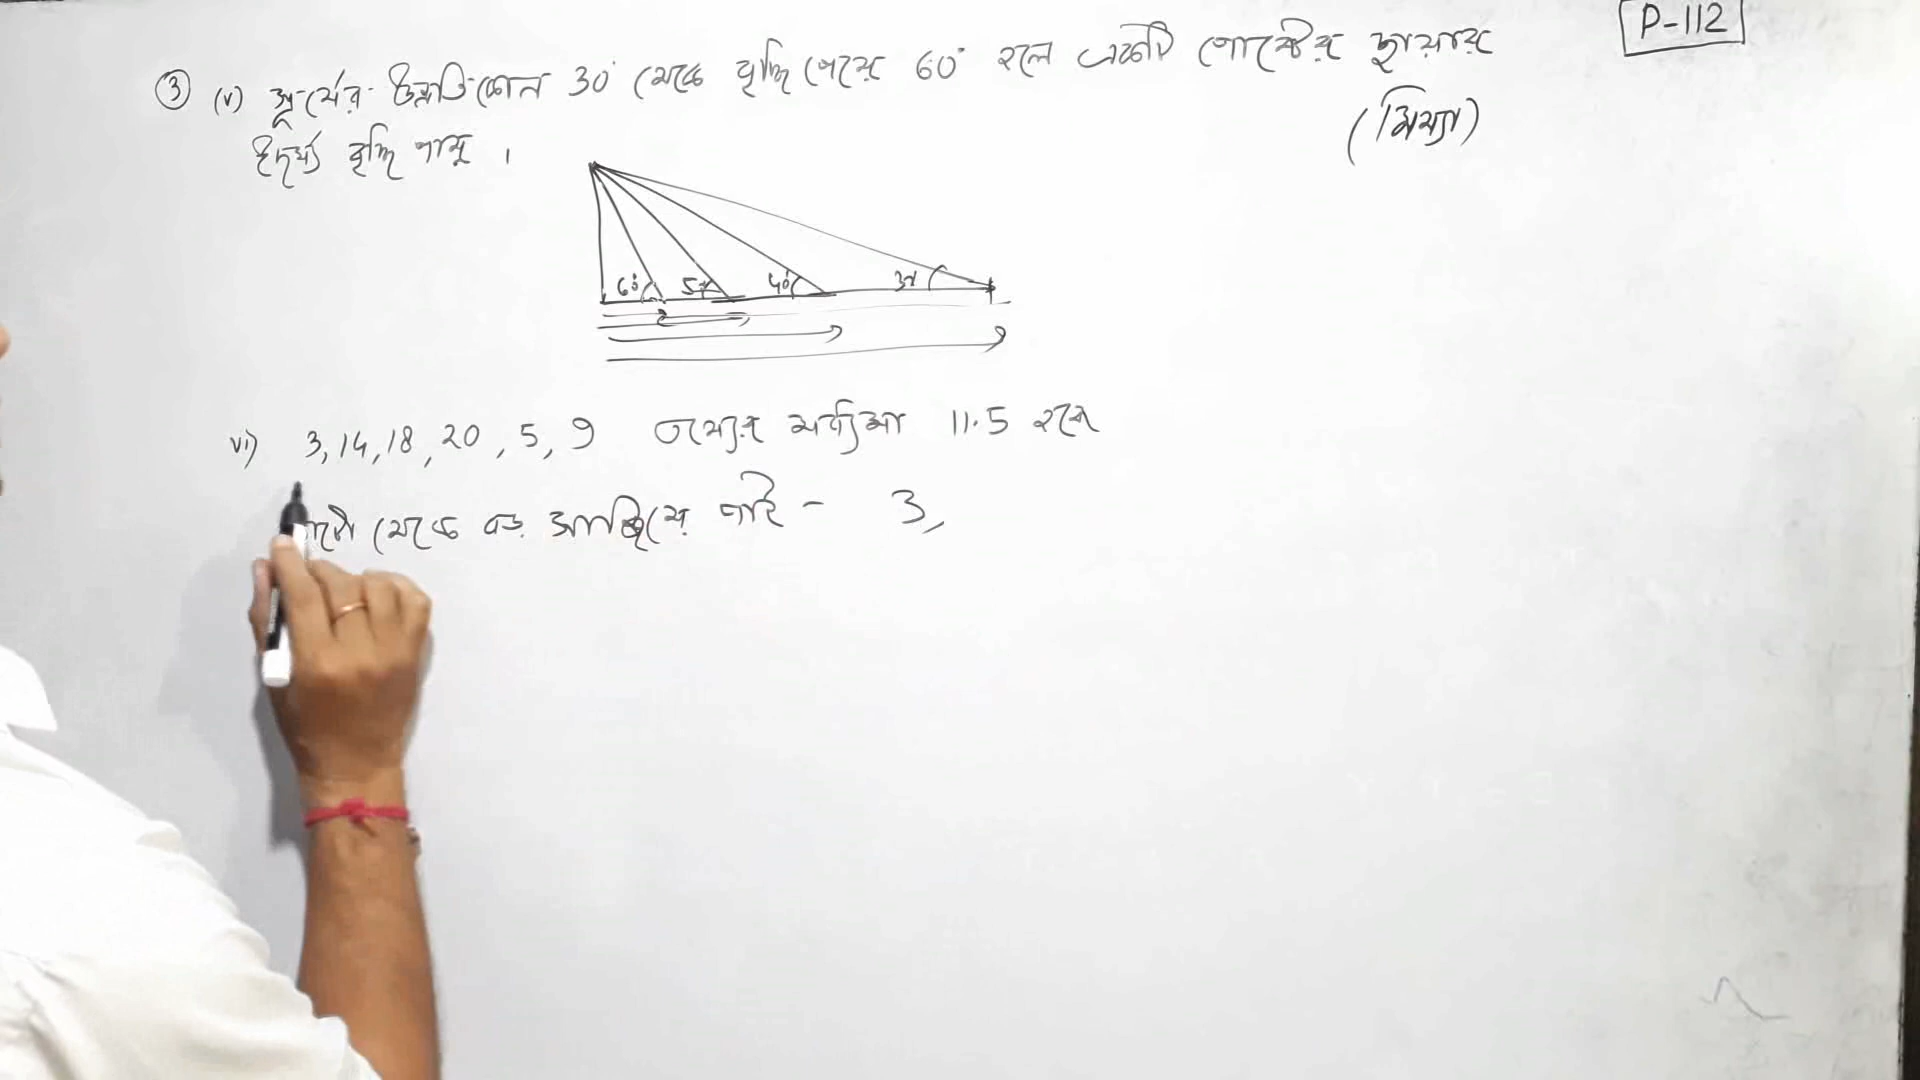 P-112
③ (v) সূর্যের উন্নতি কোণ 30° থেকে বৃদ্ধি পেয়ে 60° হলে একটি পোস্টের ছায়ার
দৈর্ঘ্য বৃদ্ধি পায়। (মিথ্যা)
60° 50° 40° 30°
vi) 3, 14, 18, 20, 5, 9 তথ্যের মধ্যমা 11.5 হবে
থেকে বড় সাজিয়ে পাই - 3,